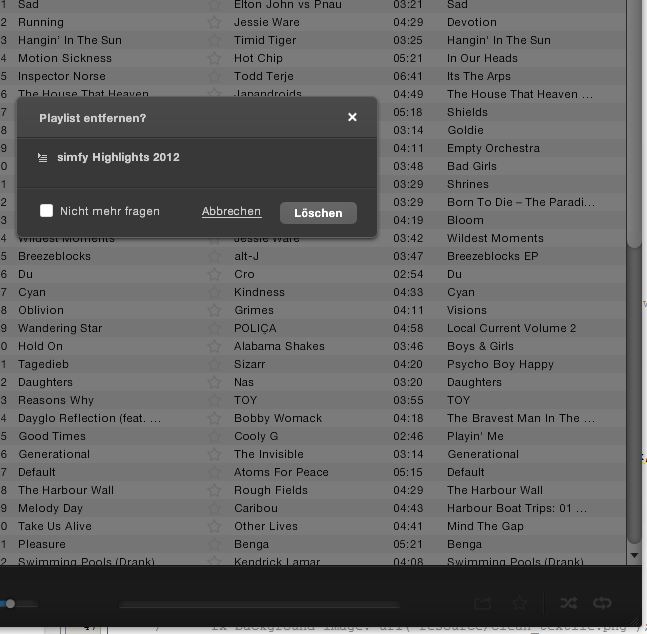 1 Sad Elton John vs Pnau 03:21 Sad
2 Running Jessie Ware 04:29 Devotion
3 Hangin' In The Sun Timid Tiger 03:25 Hangin' In The Sun
4 Motion Sickness Hot Chip 05:21 In Our Heads
5 Inspector Norse Todd Terje 06:41 Its The Arps
6 The House That Heaven Japandroids 04:49 The House That Heaven ...
7 05:18 Shields
8 03:14 Goldie
9 04:11 Empty Orchestra
0 03:48 Bad Girls
1 03:29 Shrines
2 03:29 Born To Die – The Paradi...
3 04:19 Bloom
Playlist entfernen?
simfy Highlights 2012
Nicht mehr fragen Abbrechen Löschen
4 Wildest Moments Jessie Ware 03:42 Wildest Moments
5 Breezeblocks alt-J 03:47 Breezeblocks EP
6 Du Cro 02:54 Du
7 Cyan Kindness 04:33 Cyan
8 Oblivion Grimes 04:11 Visions
9 Wandering Star POLIÇA 04:58 Local Current Volume 2
0 Hold On Alabama Shakes 03:46 Boys & Girls
1 Tagedieb Sizarr 04:20 Psycho Boy Happy
2 Daughters Nas 03:20 Daughters
3 Reasons Why TOY 03:55 TOY
4 Dayglo Reflection (feat. ... Bobby Womack 04:18 The Bravest Man In The ...
5 Good Times Cooly G 02:46 Playin' Me
6 Generational The Invisible 03:14 Generational
7 Default Atoms For Peace 05:15 Default
8 The Harbour Wall Rough Fields 04:29 The Harbour Wall
9 Melody Day Caribou 04:43 Harbour Boat Trips: 01 ...
0 Take Us Alive Other Lives 04:41 Mind The Gap
1 Pleasure Benga 05:21 Benga
2 Swimming Pools (Drank) Kendrick Lamar 04:08 Swimming Pools (Drank)